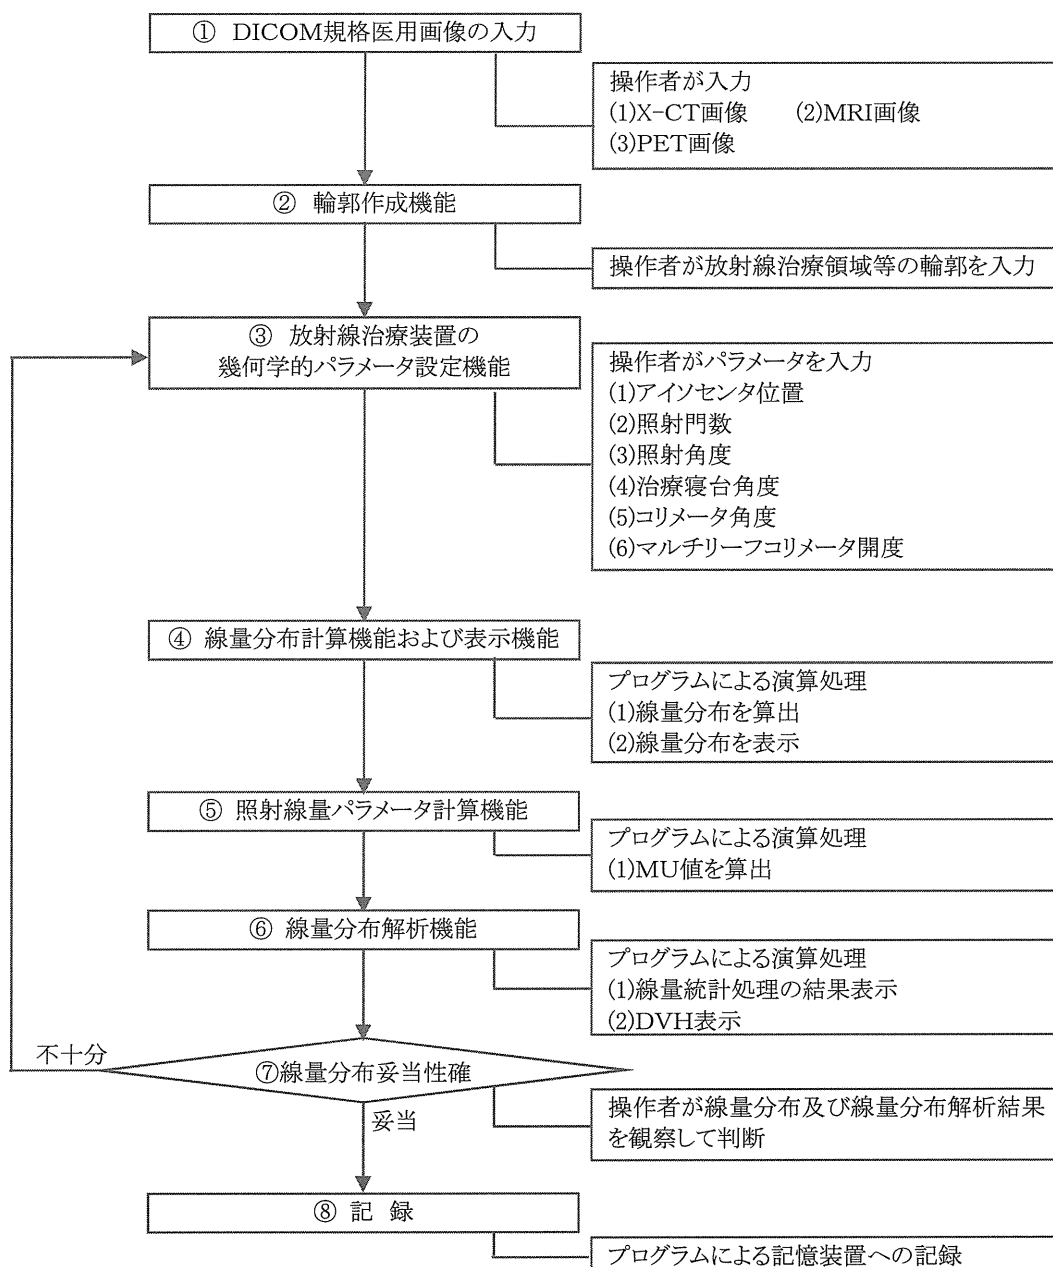 ① DICOM規格医用画像の入力
操作者が入力
(1)X-CT画像 (2)MRI画像
(3)PET画像
② 輪郭作成機能
操作者が放射線治療領域等の輪郭を入力
③ 放射線治療装置の
幾何学的パラメータ設定機能
操作者がパラメータを入力
(1)アイソセンタ位置
(2)照射門数
(3)照射角度
(4)治療寝台角度
(5)コリメータ角度
(6)マルチリーフコリメータ開度
④ 線量分布計算機能および表示機能
プログラムによる演算処理
(1)線量分布を算出
(2)線量分布を表示
⑤ 照射線量パラメータ計算機能
プログラムによる演算処理
(1)MU値を算出
⑥ 線量分布解析機能
プログラムによる演算処理
(1)線量統計処理の結果表示
(2)DVH表示
不十分
⑦線量分布妥当性確
妥当
操作者が線量分布及び線量分布解析結果
を観察して判断
⑧ 記 録
プログラムによる記憶装置への記録